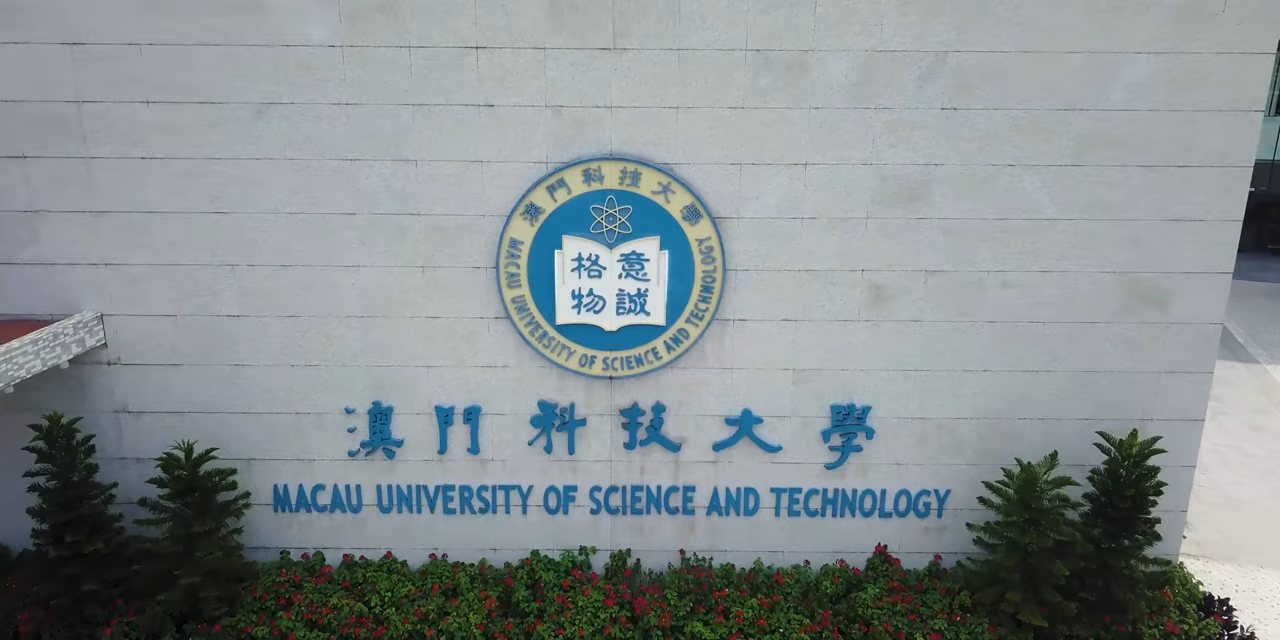 澳門科技大學
意誠
格物
MACAU UNIVERSITY OF SCIENCE AND TECHNOLOGY
澳門科技大學
MACAU UNIVERSITY OF SCIENCE AND TECHNOLOGY